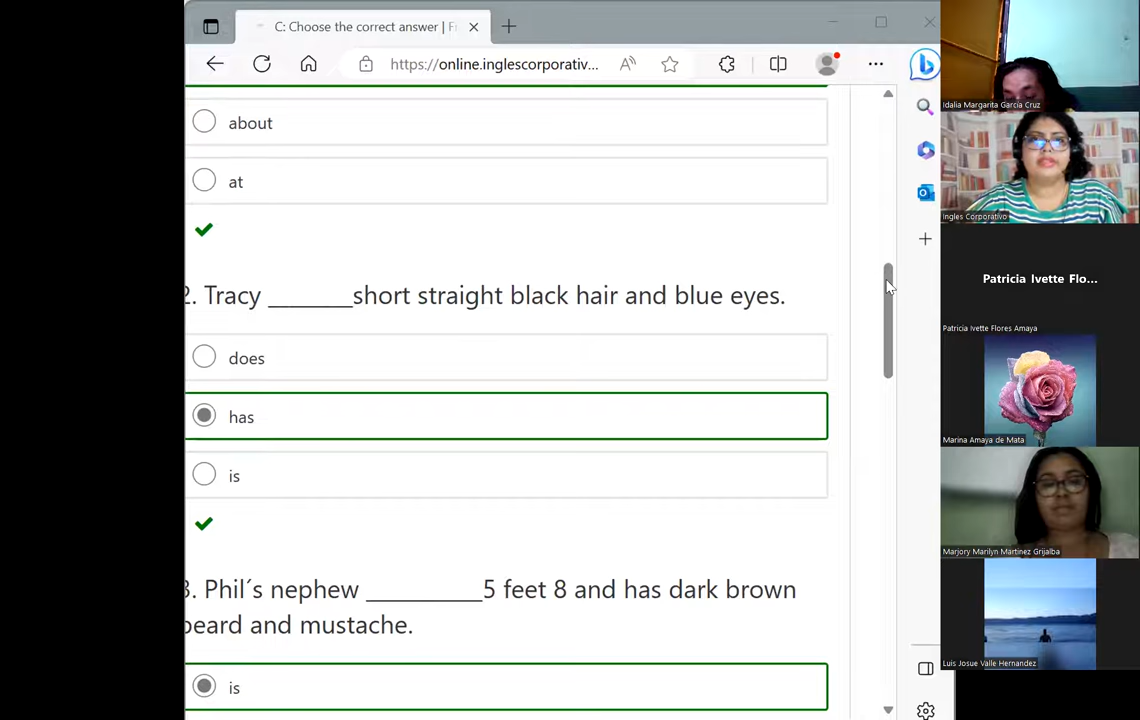 C: Choose the correct answer | F
https://online.inglescorporativ...
about
at
2. Tracy _______short straight black hair and blue eyes.
does
has
is
3. Phil´s nephew __________5 feet 8 and has dark brown
beard and mustache.
is
Idalia Margarita García Cruz
Ingles Corporativo
Patricia Ivette Flo...
Patricia Ivette Flores Amaya
Marina Amaya de Mata
Marjory Marilyn Martinez Grijalba
Luis Josue Valle Hernandez